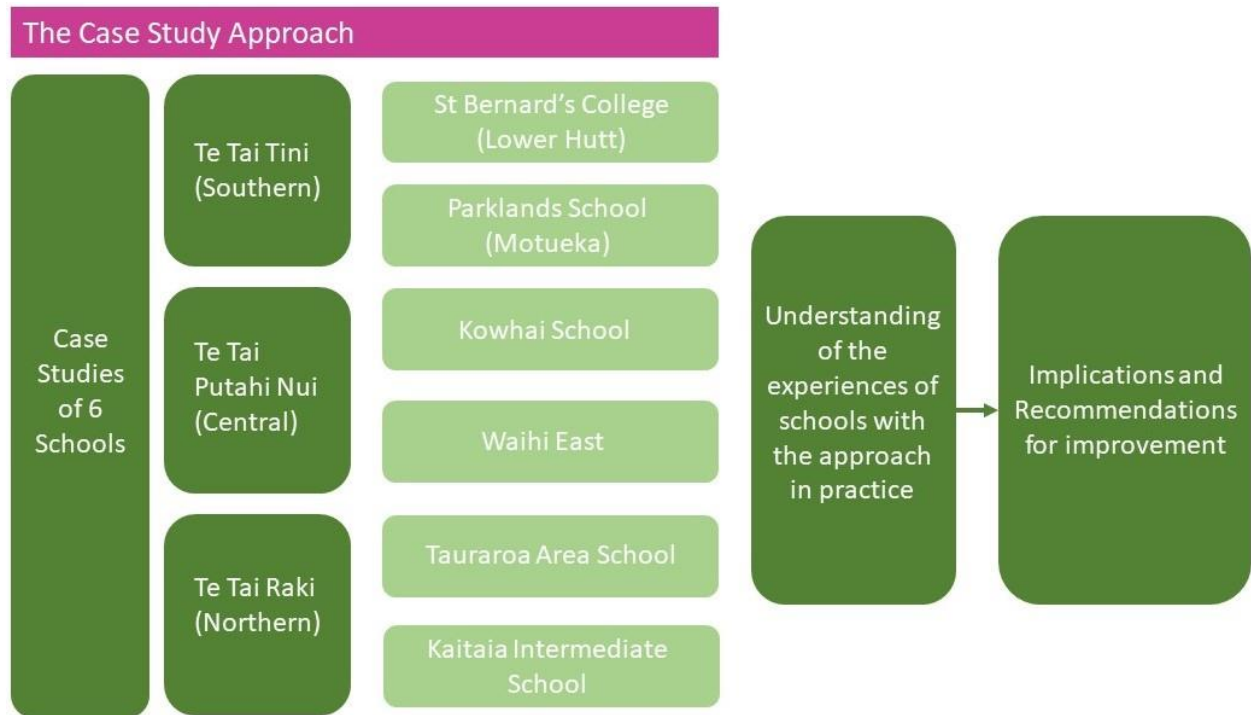 The Case Study Approach
Case
Studies
of 6
Schools
Te Tai Tini
(Southern)
St Bernard's College
(Lower Hutt)
Parklands School
(Motueka)
Te Tai
Putahi Nui
(Central)
Kowhai School
Waihi East
Te Tai Raki
(Northern)
Tauraroa Area School
Kaitaia Intermediate
School
Understanding
of the
experiences of
schools with
the approach
in practice
Implications and
Recommendations
for improvement